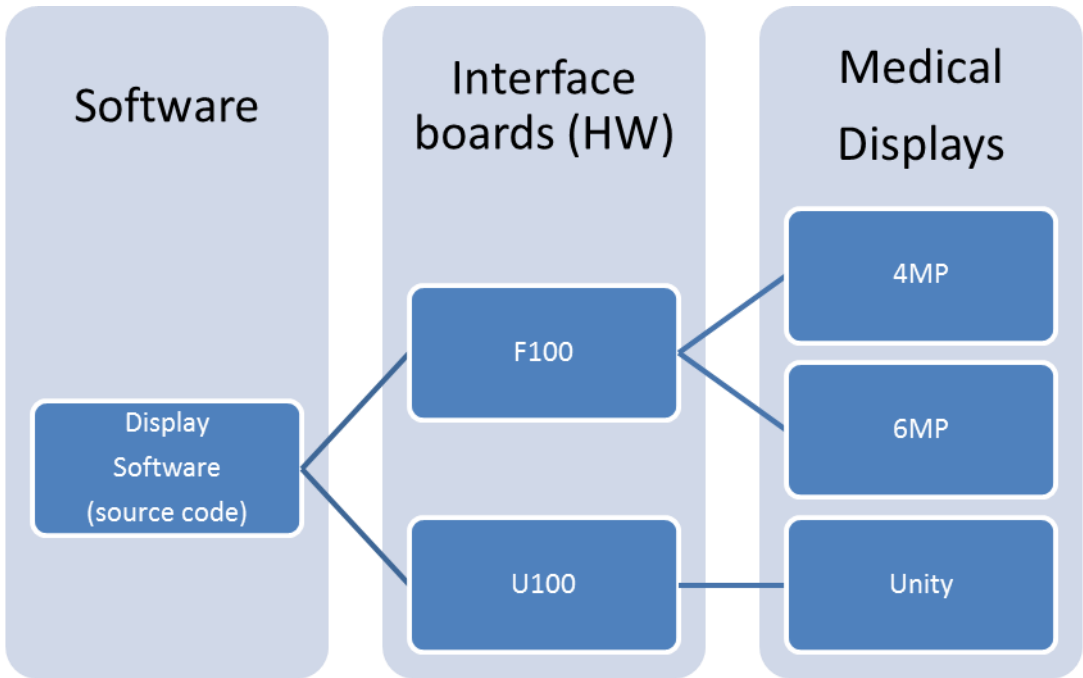 Software
Display
Software
(source code)
Interface
boards (HW)
F100
U100
Medical
Displays
4MP
6MP
Unity